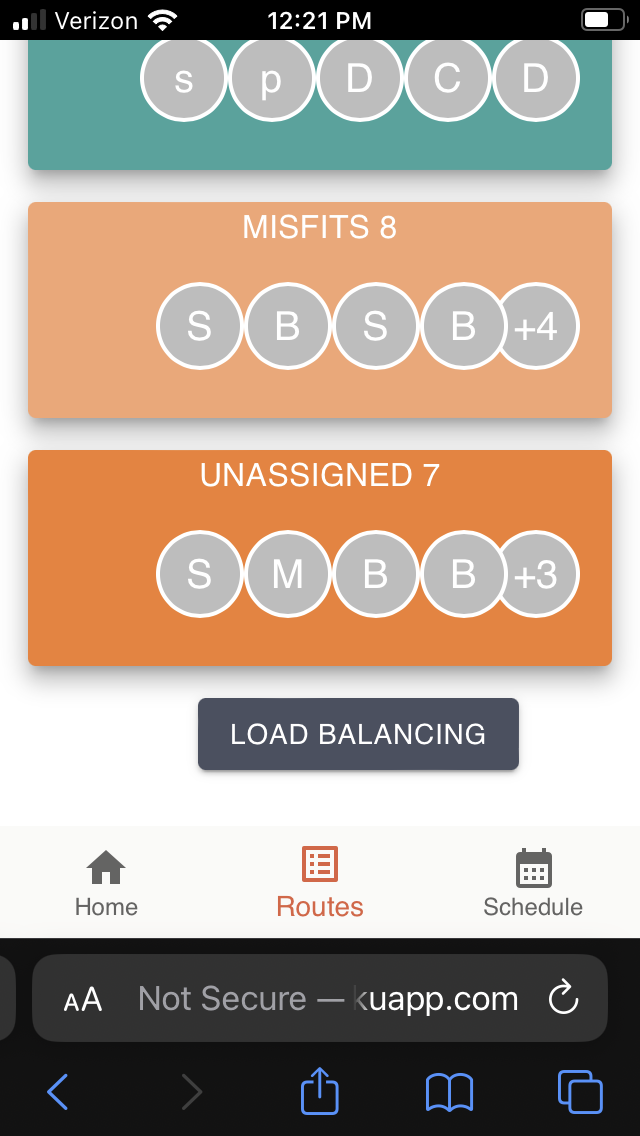 Verizon 12:21 PM
s p D C D
MISFITS 8
S B S B +4
UNASSIGNED 7
S M B B +3
LOAD BALANCING
Home Routes Schedule
AA Not Secure — kuapp.com